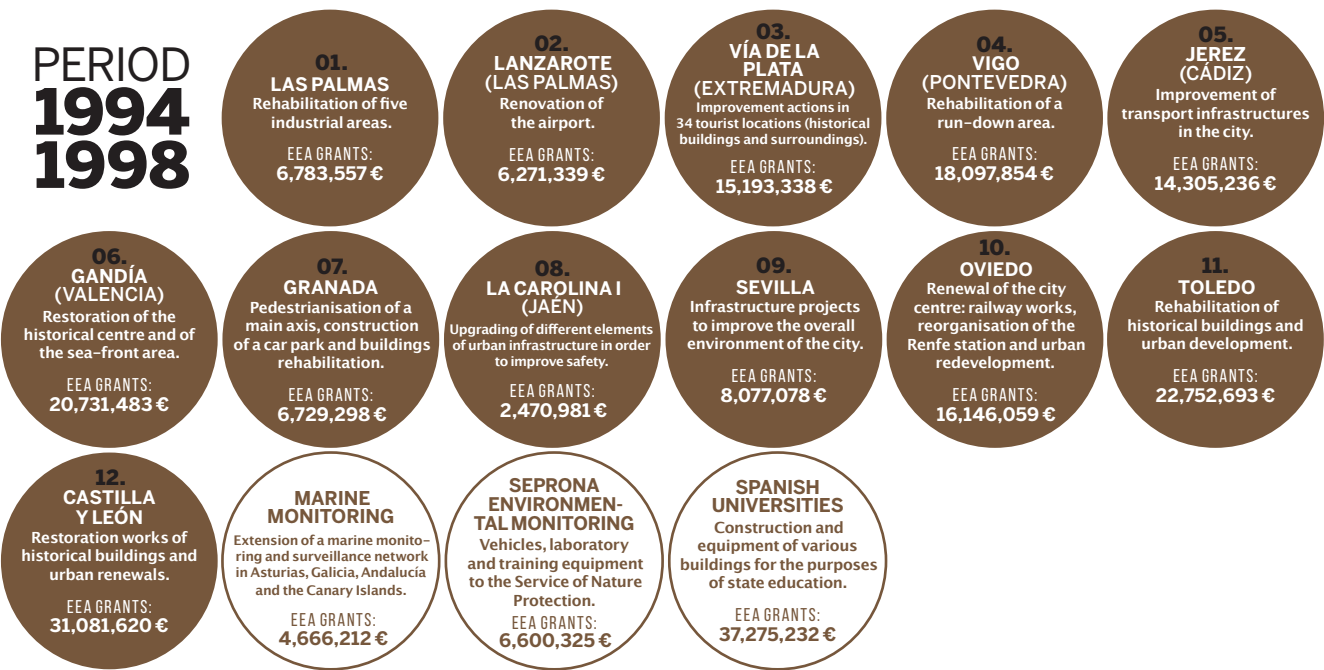 PERIOD
1994
1998
01.
LAS PALMAS
Rehabilitation of five
industrial areas.
EEA GRANTS:
6,783,557 €
02.
LANZAROTE
(LAS PALMAS)
Renovation of
the airport.
EEA GRANTS:
6,271,339 €
03.
VÍA DE LA
PLATA
(EXTREMADURA)
Improvement actions in
34 tourist locations (historical
buildings and surroundings).
EEA GRANTS:
15,193,338 €
04.
VIGO
(PONTEVEDRA)
Rehabilitation of a
run-down area.
EEA GRANTS:
18,097,854 €
05.
JEREZ
(CÁDIZ)
Improvement of
transport infrastructures
in the city.
EEA GRANTS:
14,305,236 €
06.
GANDÍA
(VALENCIA)
Restoration of the
historical centre and of
the sea-front area.
EEA GRANTS:
20,731,483 €
07.
GRANADA
Pedestrianisation of a
main axis, construction
of a car park and buildings
rehabilitation.
EEA GRANTS:
6,729,298 €
08.
LA CAROLINA I
(JAÉN)
Upgrading of different elements
of urban infrastructure in order
to improve safety.
EEA GRANTS:
2,470,981 €
09.
SEVILLA
Infrastructure projects
to improve the overall
environment of the city.
EEA GRANTS:
8,077,078 €
10.
OVIEDO
Renewal of the city
centre: railway works,
reorganisation of the
Renfe station and urban
redevelopment.
EEA GRANTS:
16,146,059 €
11.
TOLEDO
Rehabilitation of
historical buildings and
urban development.
EEA GRANTS:
22,752,693 €
12.
CASTILLA
Y LEÓN
Restoration works of
historical buildings and
urban renewals.
EEA GRANTS:
31,081,620 €
MARINE
MONITORING
Extension of a marine monito-
ring and surveillance network
in Asturias, Galicia, Andalucía
and the Canary Islands.
EEA GRANTS:
4,666,212 €
SEPRONA
ENVIRONMEN-
TAL MONITORING
Vehicles, laboratory
and training equipment
to the Service of Nature
Protection.
EEA GRANTS:
6,600,325 €
SPANISH
UNIVERSITIES
Construction and
equipment of various
buildings for the purposes
of state education.
EEA GRANTS:
37,275,232 €